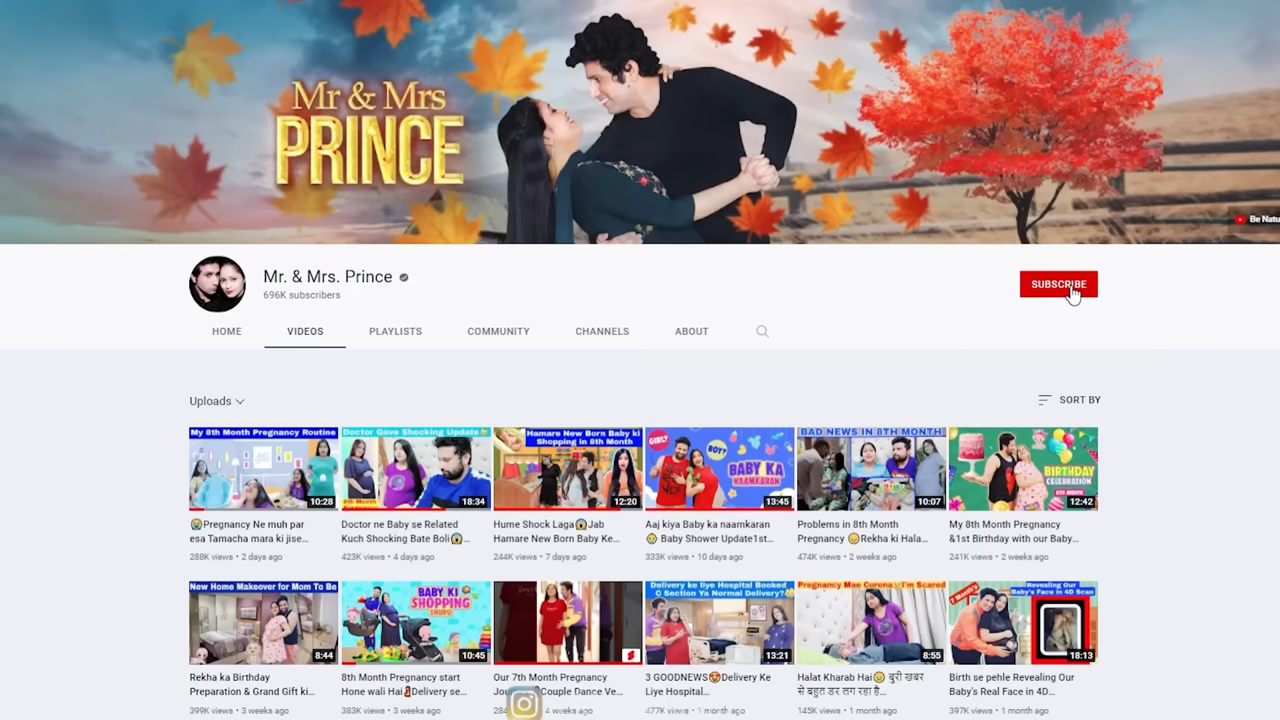 Mr & Mrs
PRINCE
Be Natu
Mr. & Mrs. Prince
696K subscribers
SUBSCRIBE
HOME VIDEOS PLAYLISTS COMMUNITY CHANNELS ABOUT
Uploads
SORT BY
My 8th Month Pregnancy Routine
10:28
Doctor Gave Shocking Update
18:34
Hamare New Born Baby ki
Shopping in 8th Month
12:20
GIRL?
BOY?
BABY KA
NAAMKARAN
13:45
BAD NEWS IN 8TH MONTH
10:07
BIRTHDAY
CELEBRATION
12:42
😭Pregnancy Ne muh par
esa Tamacha mara ki jise...
288K views • 2 days ago
Doctor ne Baby se Related
Kuch Shocking Bate Boli😱...
423K views • 4 days ago
Hume Shock Laga😱Jab
Hamare New Born Baby Ke...
244K views • 7 days ago
Aaj kiya Baby ka naamkaran
👶 Baby Shower Update1st...
333K views • 10 days ago
Problems in 8th Month
Pregnancy 😔Rekha ki Hala...
474K views • 2 weeks ago
My 8th Month Pregnancy
&1st Birthday with our Baby...
241K views • 2 weeks ago
New Home Makeover for Mom To Be
8:44
BABY KI
SHOPPING
SHURU
10:45
Delivery ke liye Hospital Booked
C Section Ya Normal Delivery?
13:21
Pregnancy Mae Corona I'm Scared
8:55
7 Months
Revealing Our
Baby's Face in 4D Scan
18:13
Rekha ka Birthday
Preparation & Grand Gift ki...
399K views • 3 weeks ago
8th Month Pregnancy start
Hone wali Hai🤰Delivery se...
383K views • 3 weeks ago
Our 7th Month Pregnancy
Couple Dance Ve...
4 weeks ago
3 GOODNEWS😍Delivery Ke
Liye Hospital...
477K views • 1 month ago
Halat Kharab Hai😔 बुरी खबर
से बहुत डर लग रहा है...
145K views • 1 month ago
Birth se pehle Revealing Our
Baby's Real Face in 4D...
397K views • 1 month ago